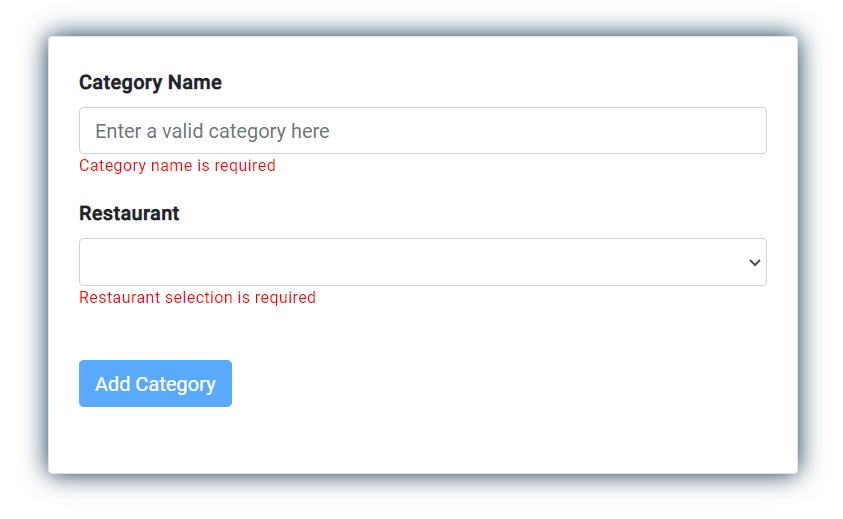 Category Name
Enter a valid category here
Category name is required
Restaurant
Restaurant selection is required
Add Category